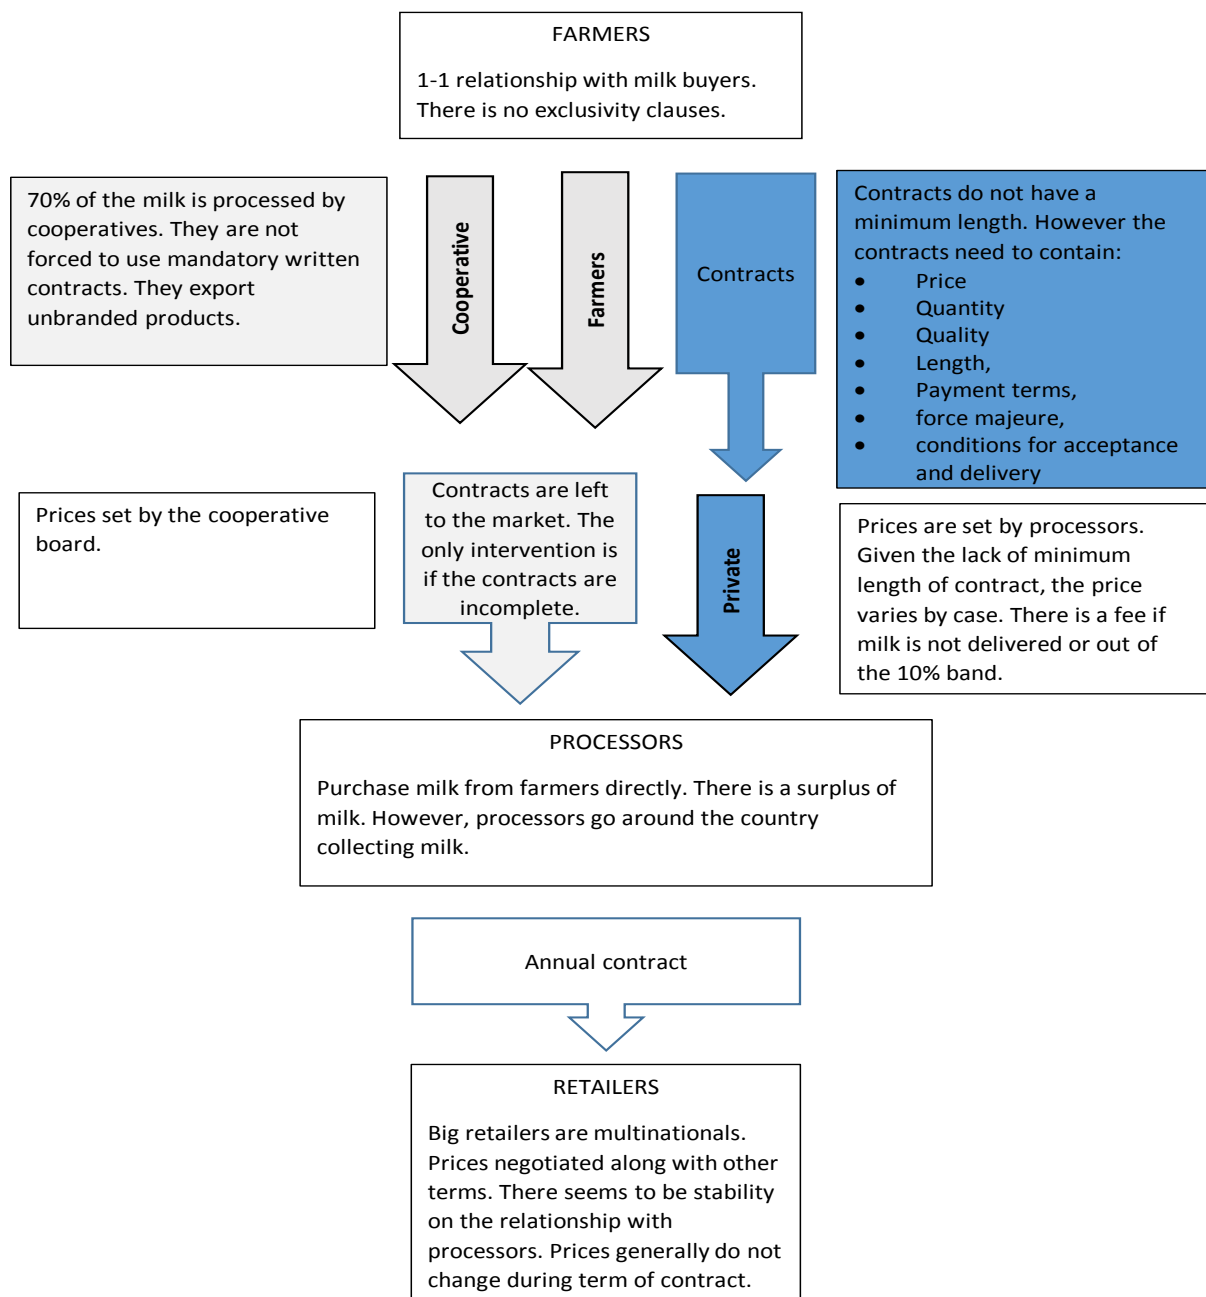 FARMERS
1-1 relationship with milk buyers.
There is no exclusivity clauses.
70% of the milk is processed by
cooperatives. They are not
forced to use mandatory written
contracts. They export
unbranded products.
Cooperative
Farmers
Contracts
Contracts do not have a
minimum length. However the
contracts need to contain:
• Price
• Quantity
• Quality
• Length,
• Payment terms,
• force majeure,
• conditions for acceptance
and delivery
Prices set by the cooperative
board.
Contracts are left
to the market. The
only intervention is
if the contracts are
incomplete.
Private
Prices are set by processors.
Given the lack of minimum
length of contract, the price
varies by case. There is a fee if
milk is not delivered or out of
the 10% band.
PROCESSORS
Purchase milk from farmers directly. There is a surplus of
milk. However, processors go around the country
collecting milk.
Annual contract
RETAILERS
Big retailers are multinationals.
Prices negotiated along with other
terms. There seems to be stability
on the relationship with
processors. Prices generally do not
change during term of contract.